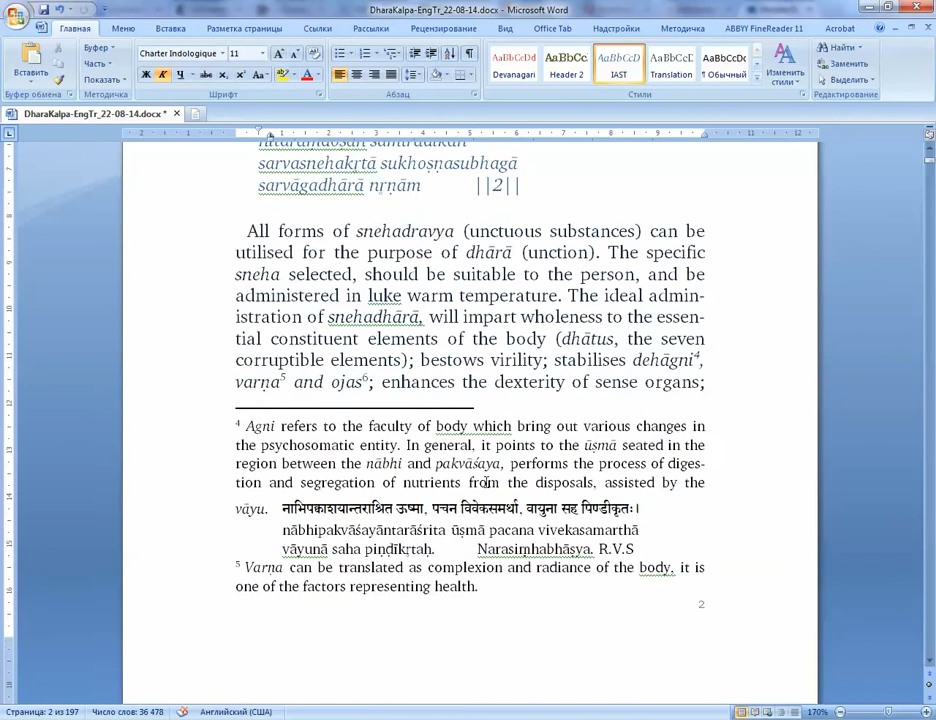 DharaKalpa-EngTr_22-08-14.docx - Microsoft Word
Главная Меню Вставка Разметка страницы Ссылки Рассылки Рецензирование Вид Office Tab Надстройки Методичка ABBYY FineReader 11 Acrobat
Вставить
Буфер
Часть
Показать
Charter Indologique 11
AaBbCcDd AaBbCc. AaBbCcD AaBbCcL AaBbCc.
Devanagari Header 2 IAST Translation ¶ Обычный
Изменить стили
Найти
Заменить
Выделить
Буфер обмена Методичка Шрифт Абзац Стили Редактирование
DharaKalpa-EngTr_22-08-14.docx *
sarvasnehakṛtā sukhoṣṇasubhagā
sarvāgadhārā nṛṇām ||2||
All forms of snehadravya (unctuous substances) can be
utilised for the purpose of dhārā (unction). The specific
sneha selected, should be suitable to the person, and be
administered in luke warm temperature. The ideal admin-
istration of snehadhārā, will impart wholeness to the essen-
tial constituent elements of the body (dhātus, the seven
corruptible elements); bestows virility; stabilises dehāgni4,
varṇa5 and ojas6; enhances the dexterity of sense organs;
4 Agni refers to the faculty of body which bring out various changes in
the psychosomatic entity. In general, it points to the ūṣmā seated in the
region between the nābhi and pakvāśaya, performs the process of diges-
tion and segregation of nutrients from the disposals, assisted by the
vāyu. नाभिपक्वाशयान्तराश्रित ऊष्मा, पचन विवेकसमर्था, वायुना सह पिण्डीकृतः।
nābhipakvāśayāntarāśrita ūṣmā pacana vivekasamarthā
vāyunā saha piṇḍīkṛtaḥ. Narasiṃhabhāṣya. R.V.S
5 Varṇa can be translated as complexion and radiance of the body, it is
one of the factors representing health.
2
Страница: 2 из 197 Число слов: 36 478 Английский (США) 170%